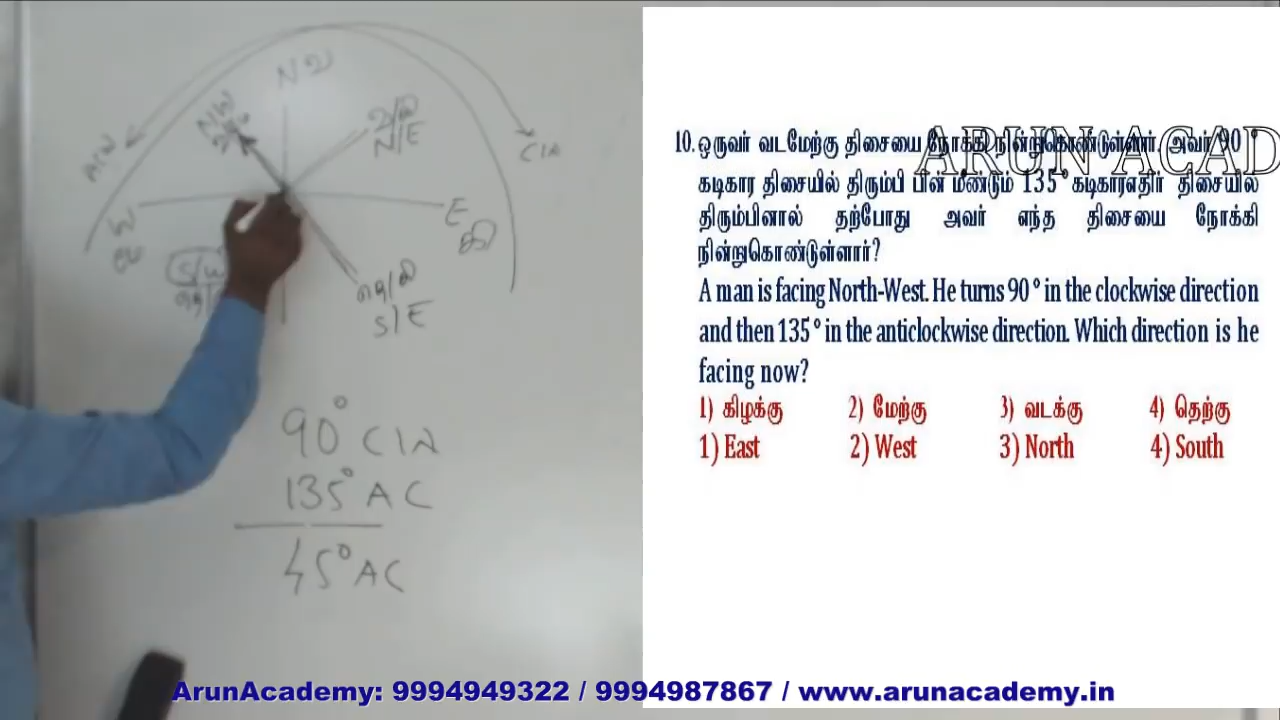 N வ
N/W
உ/கி
N/E
A/W
C/W
W
E
கி
S/W
தெ/கி
S/E
90° C/W
135° AC
45° AC
ARUN ACAD
10. ஒருவர் வடமேற்கு திசையை நோக்கி நின்றுகொண்டுள்ளார். அவர் 90°
கடிகார திசையில் திரும்பி பின் மீண்டும் 135° கடிகாரஎதிர் திசையில்
திரும்பினால் தற்போது அவர் எந்த திசையை நோக்கி
நின்றுகொண்டுள்ளார்?
A man is facing North-West. He turns 90° in the clockwise direction
and then 135° in the anticlockwise direction. Which direction is he
facing now?
1) கிழக்கு 2) மேற்கு 3) வடக்கு 4) தெற்கு
1) East 2) West 3) North 4) South
ArunAcademy: 9994949322 / 9994987867 / www.arunacademy.in